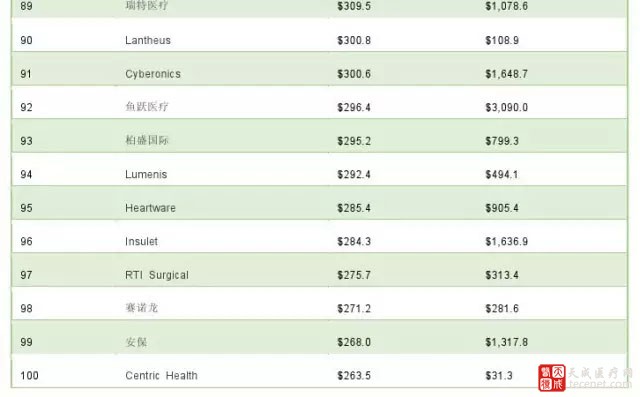 89 瑞特医疗 $309.5 $1,078.6
90 Lantheus $300.8 $108.9
91 Cyberonics $300.6 $1,648.7
92 鱼跃医疗 $296.4 $3,090.0
93 柏盛国际 $295.2 $799.3
94 Lumenis $292.4 $494.1
95 Heartware $285.4 $905.4
96 Insulet $284.3 $1,636.9
97 RTI Surgical $275.7 $313.4
98 赛诺龙 $271.2 $281.6
99 安保 $268.0 $1,317.8
100 Centric Health $263.5 $31.3
天成医疗网
tecenet.com